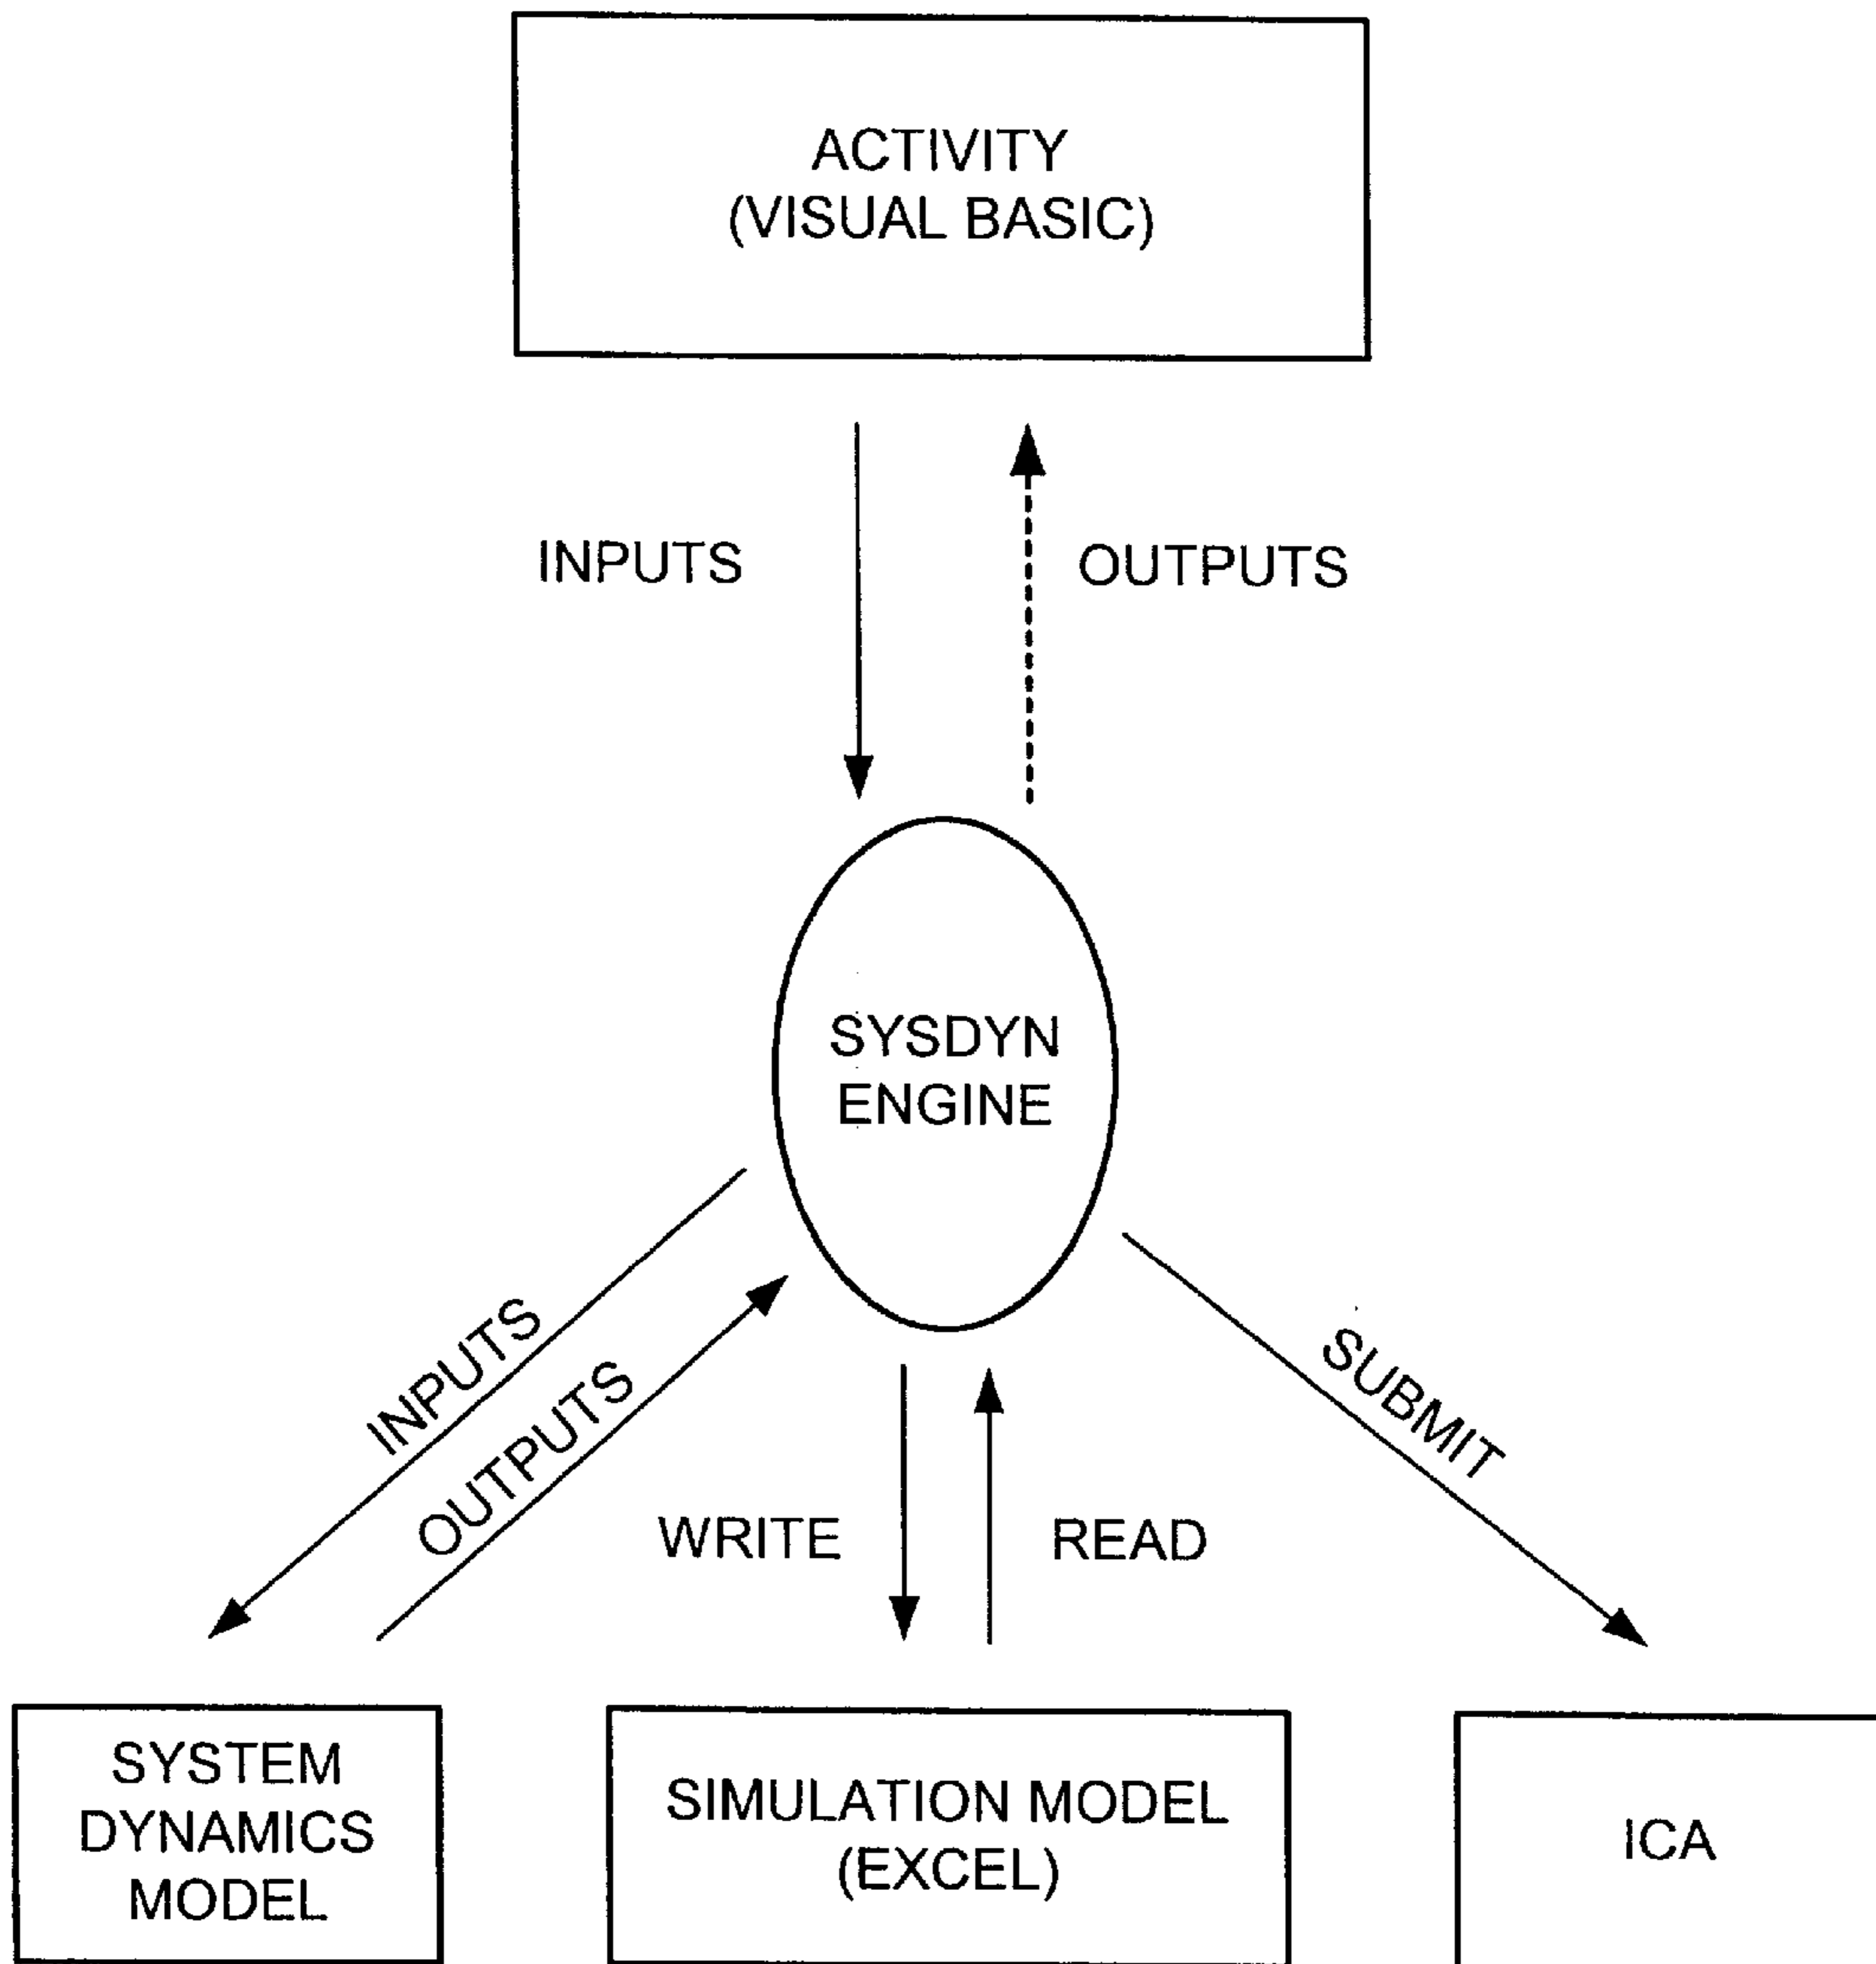 ACTIVITY
(VISUAL BASIC)
INPUTS
OUTPUTS
SYSDYN
ENGINE
INPUTS
OUTPUTS
WRITE
READ
SUBMIT
SYSTEM
DYNAMICS
MODEL
SIMULATION MODEL
(EXCEL)
ICA